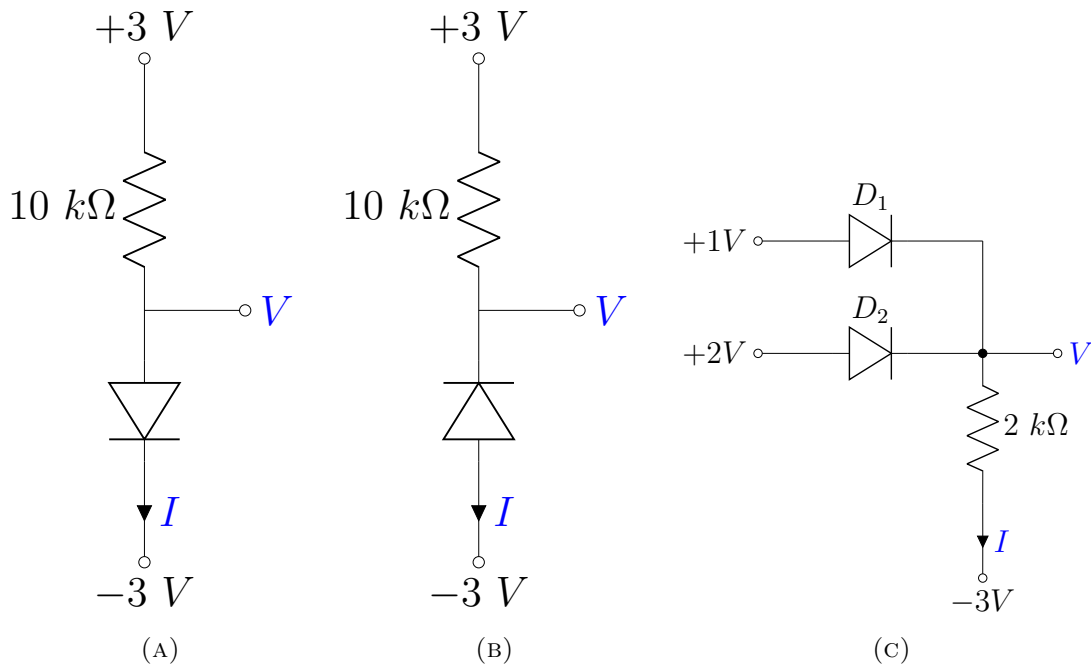 +3 V
10 kΩ
V
I
−3 V
(A)
+3 V
10 kΩ
V
I
−3 V
(B)
D₁
+1V
D₂
+2V
V
2 kΩ
I
−3V
(C)